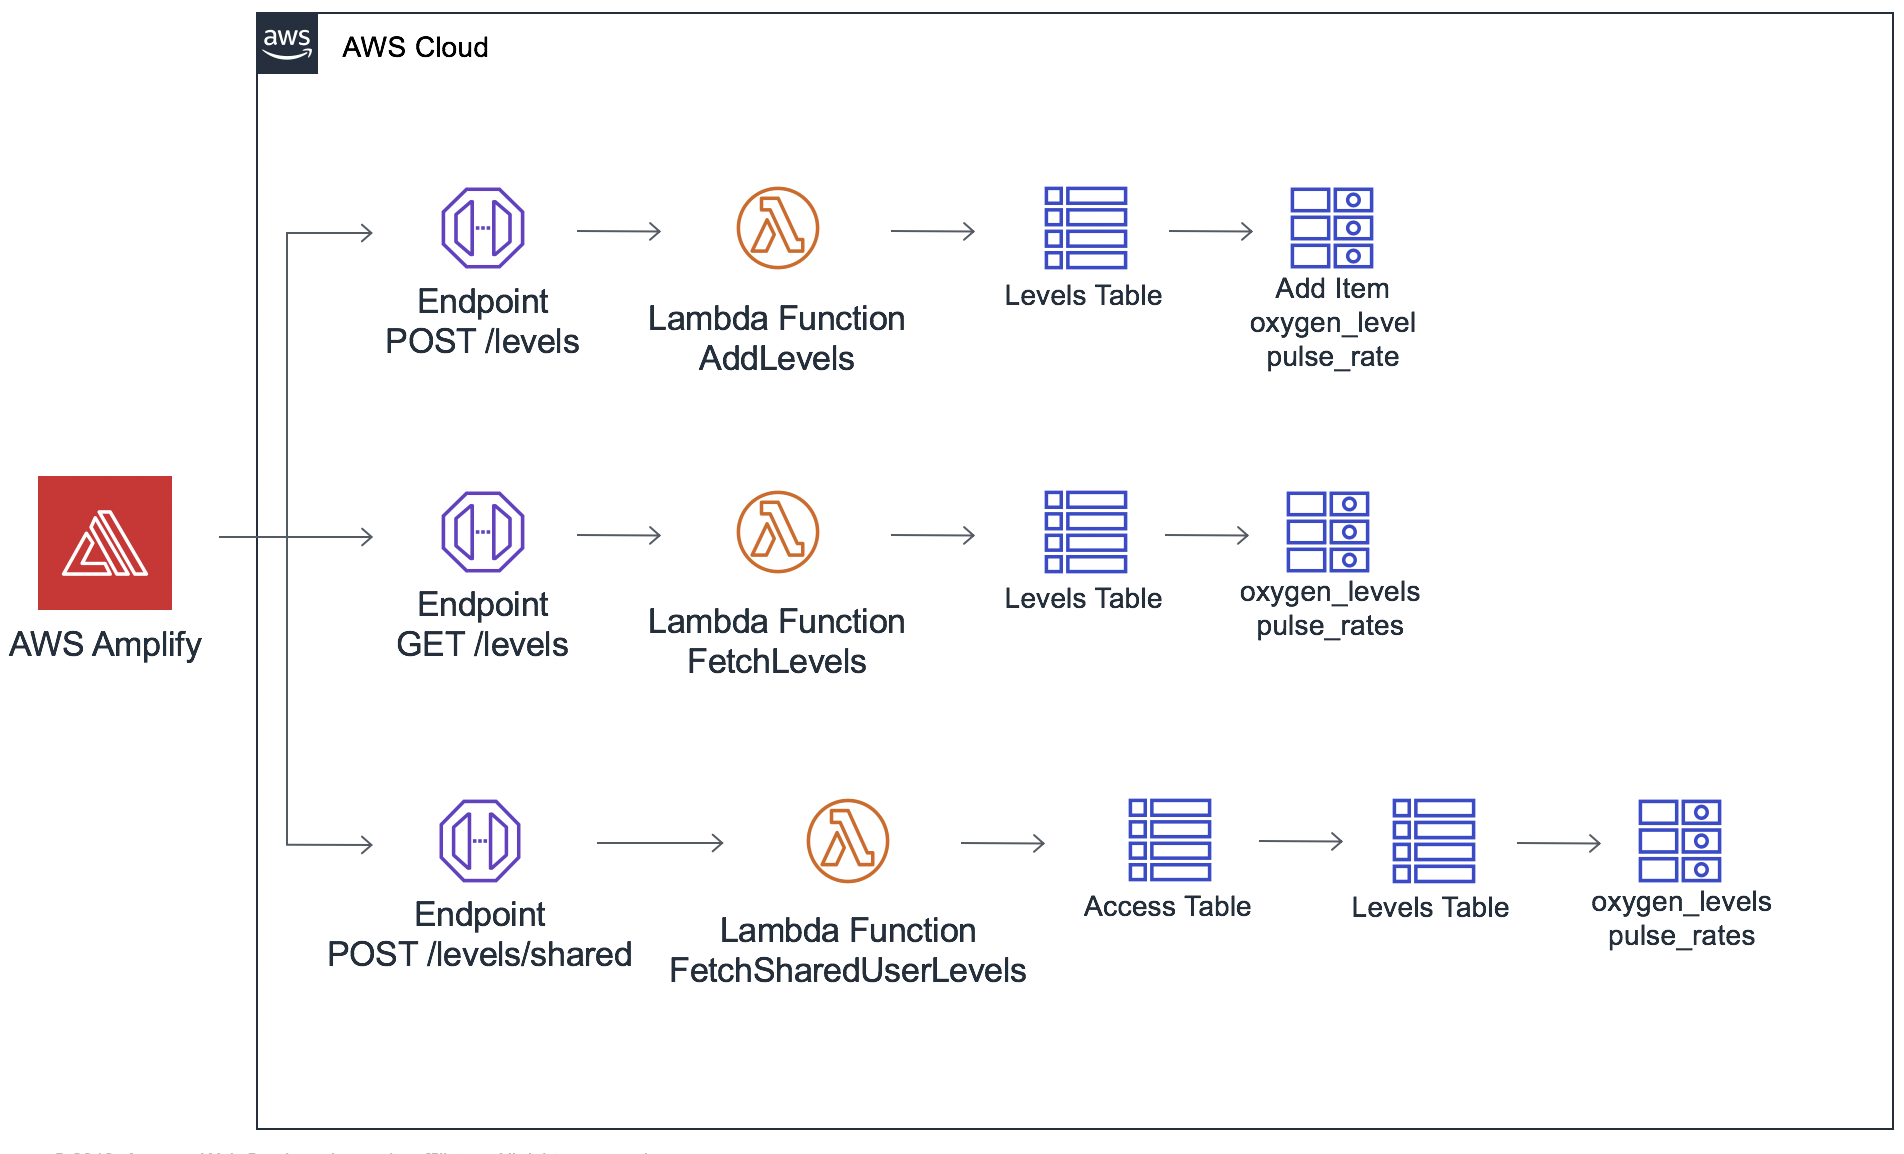 aws
AWS Cloud
Endpoint
POST /levels
Lambda Function
AddLevels
Levels Table
Add Item
oxygen_level
pulse_rate
AWS Amplify
Endpoint
GET /levels
Lambda Function
FetchLevels
Levels Table
oxygen_levels
pulse_rates
Endpoint
POST /levels/shared
Lambda Function
FetchSharedUserLevels
Access Table
Levels Table
oxygen_levels
pulse_rates